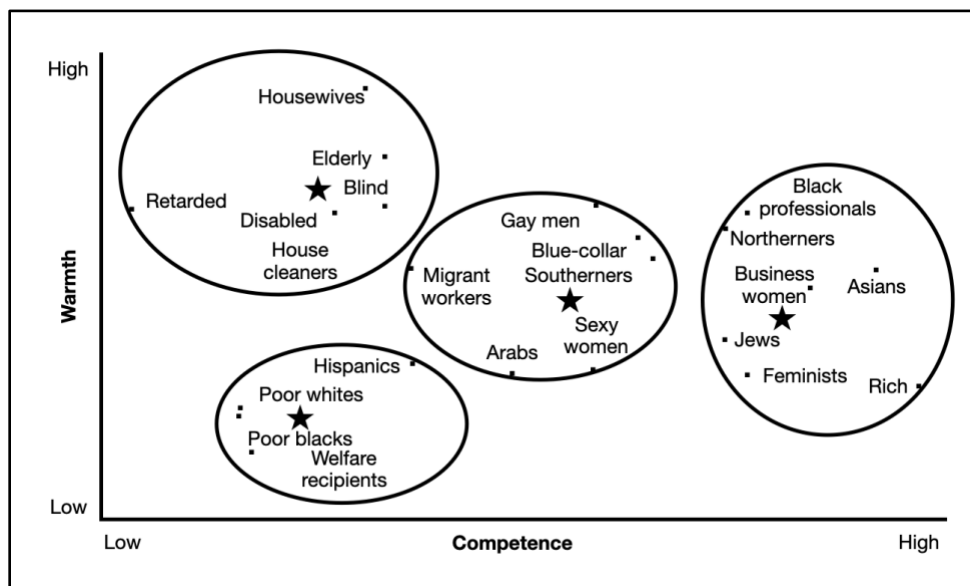 High
Housewives
Elderly
Blind
Retarded
Disabled
House
cleaners
Black
professionals
Gay men
Northerners
Blue-collar
Migrant
workers
Southerners
Business
women
Asians
Warmth
Sexy
women
Jews
Arabs
Hispanics
Feminists
Rich
Poor whites
Poor blacks
Welfare
recipients
Low
Low
Competence
High